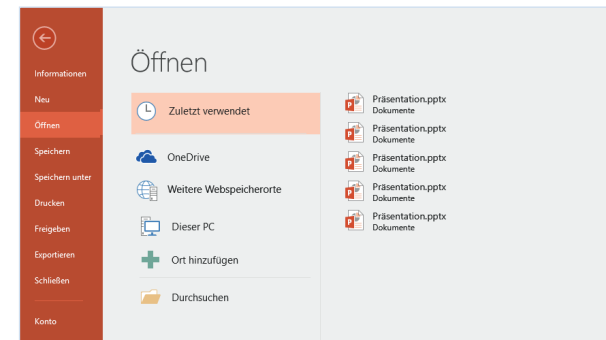 Öffnen
Informationen
Neu
Öffnen
Speichern
Speichern unter
Drucken
Freigeben
Exportieren
Schließen
Konto
Zuletzt verwendet
OneDrive
Weitere Webspeicherorte
Dieser PC
Ort hinzufügen
Durchsuchen
Präsentation.pptx
Dokumente
Präsentation.pptx
Dokumente
Präsentation.pptx
Dokumente
Präsentation.pptx
Dokumente
Präsentation.pptx
Dokumente